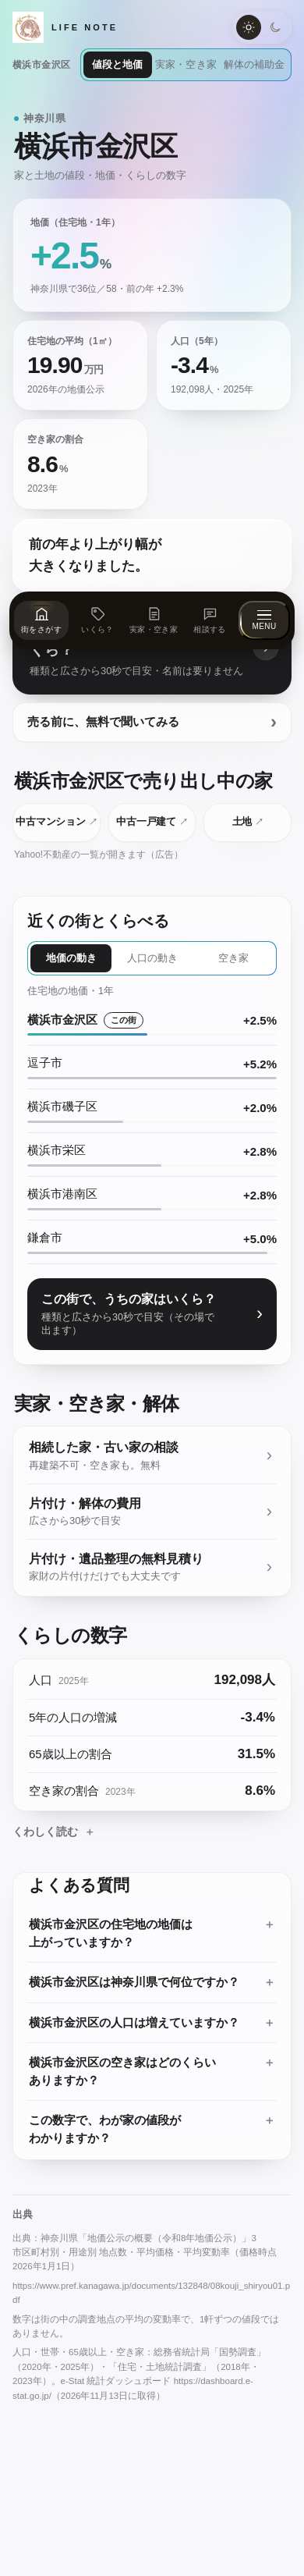 LIFE NOTE
横浜市金沢区
値段と地価
実家・空き家
解体の補助金
神奈川県
横浜市金沢区
家と土地の値段・地価・くらしの数字
地価（住宅地・1年）
+2.5%
神奈川県で36位／58・前の年 +2.3%
住宅地の平均（1㎡）
19.90万円
2026年の地価公示
人口（5年）
-3.4%
192,098人・2025年
空き家の割合
8.6%
2023年
前の年より上がり幅が
大きくなりました。
街をさがす
いくら？
実家・空き家
相談する
MENU
種類と広さから30秒で目安・名前は要りません
売る前に、無料で聞いてみる
横浜市金沢区で売り出し中の家
中古マンション ↗
中古一戸建て ↗
土地 ↗
Yahoo!不動産の一覧が開きます（広告）
近くの街とくらべる
地価の動き
人口の動き
空き家
住宅地の地価・1年
横浜市金沢区 この街 +2.5%
逗子市 +5.2%
横浜市磯子区 +2.0%
横浜市栄区 +2.8%
横浜市港南区 +2.8%
鎌倉市 +5.0%
この街で、うちの家はいくら？
種類と広さから30秒で目安（その場で
出ます）
実家・空き家・解体
相続した家・古い家の相談
再建築不可・空き家も。無料
片付け・解体の費用
広さから30秒で目安
片付け・遺品整理の無料見積り
家財の片付けだけでも大丈夫です
くらしの数字
人口 2025年 192,098人
5年の人口の増減 -3.4%
65歳以上の割合 31.5%
空き家の割合 2023年 8.6%
くわしく読む +
よくある質問
横浜市金沢区の住宅地の地価は
上がっていますか？ +
横浜市金沢区は神奈川県で何位ですか？ +
横浜市金沢区の人口は増えていますか？ +
横浜市金沢区の空き家はどのくらい
ありますか？ +
この数字で、わが家の値段が
わかりますか？ +
出典
出典：神奈川県「地価公示の概要（令和8年地価公示）」3
市区町村別・用途別 地点数・平均価格・平均変動率（価格時点
2026年1月1日）
https://www.pref.kanagawa.jp/documents/132848/08kouji_shiryou01.p
df
数字は街の中の調査地点の平均の変動率で、1軒ずつの値段では
ありません。
人口・世帯・65歳以上・空き家：総務省統計局「国勢調査」
（2020年・2025年）・「住宅・土地統計調査」（2018年・
2023年）。e-Stat 統計ダッシュボード https://dashboard.e-
stat.go.jp/（2026年11月13日に取得）